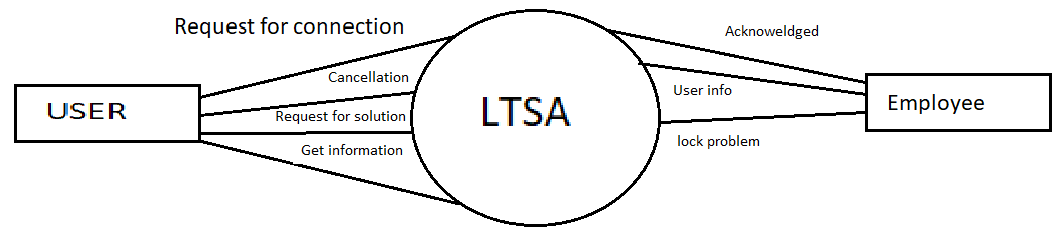 Request for connection
Acknoweldged
Cancellation
User info
USER
LTSA
Employee
Request for solution
lock problem
Get information